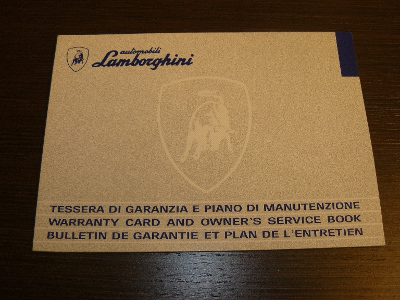 automobili
Lamborghini
TESSERA DI GARANZIA E PIANO DI MANUTENZIONE
WARRANTY CARD AND OWNER'S SERVICE BOOK
BULLETIN DE GARANTIE ET PLAN DE L'ENTRETIEN